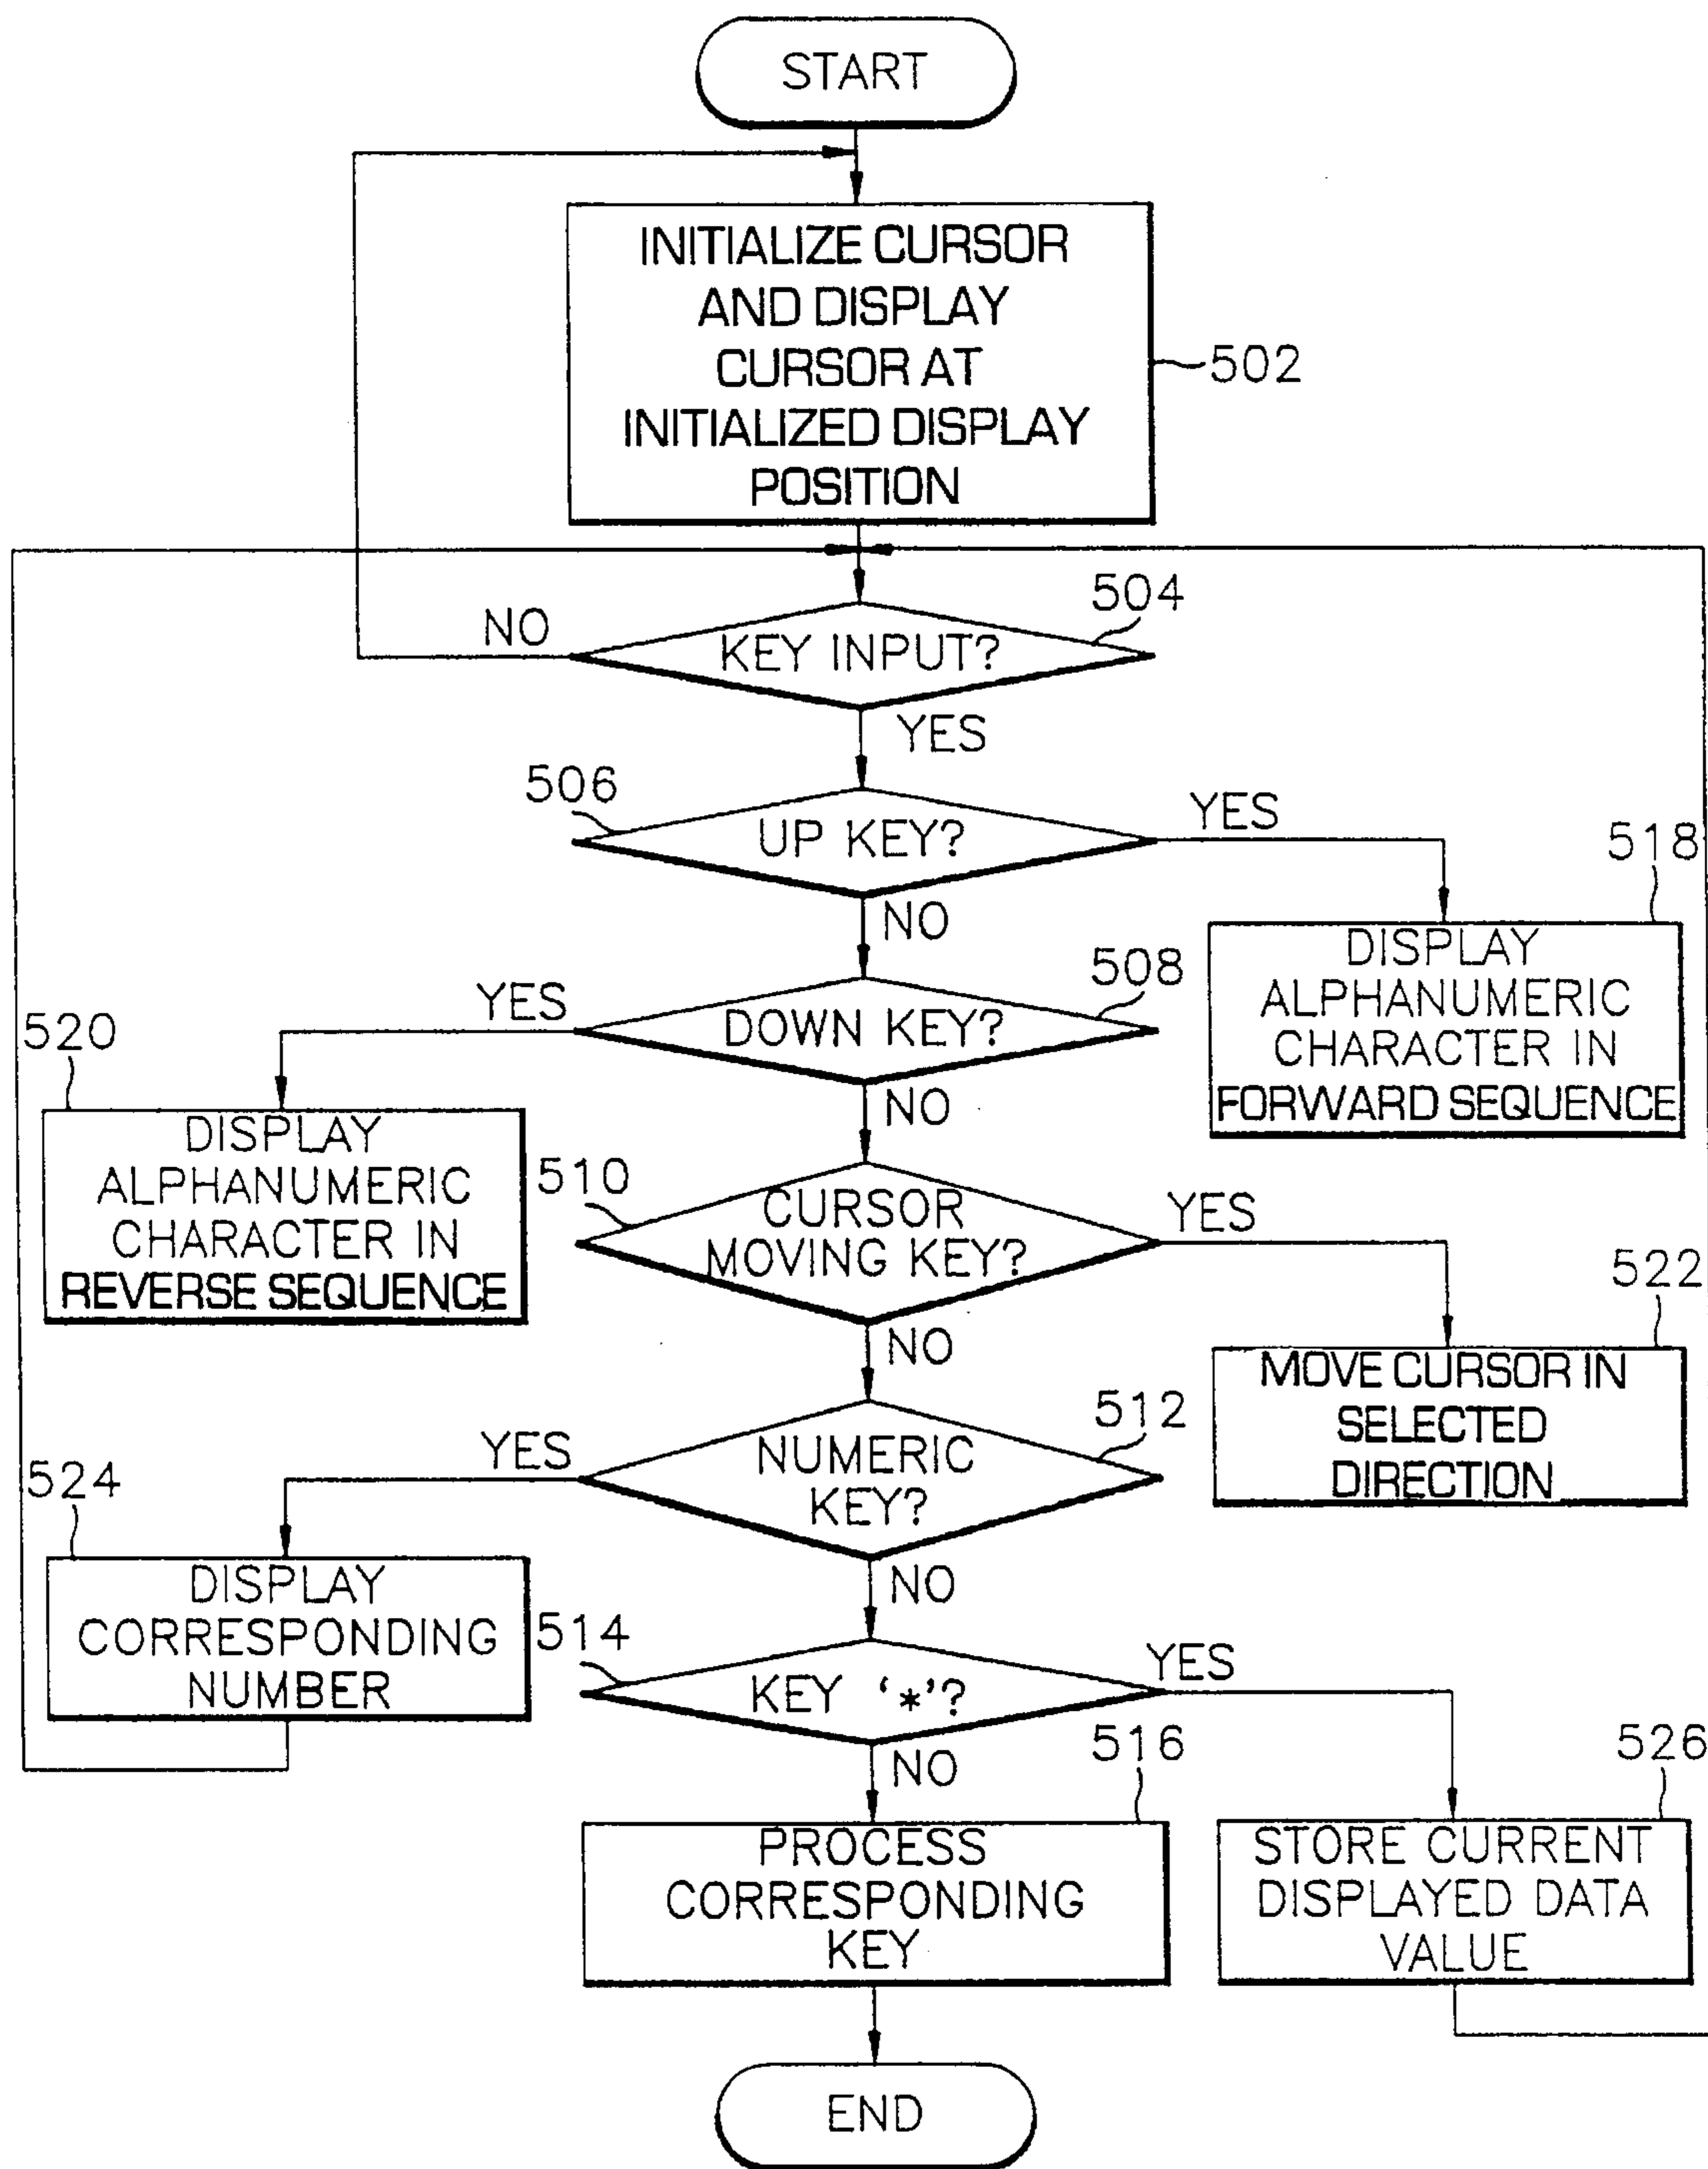 START
INITIALIZE CURSOR
AND DISPLAY
CURSOR AT
INITIALIZED DISPLAY
POSITION
502
504
NO
KEY INPUT?
YES
506
UP KEY?
YES
518
NO
DISPLAY
ALPHANUMERIC
CHARACTER IN
FORWARD SEQUENCE
508
YES
DOWN KEY?
520
NO
DISPLAY
ALPHANUMERIC
CHARACTER IN
REVERSE SEQUENCE
510
CURSOR
MOVING KEY?
YES
522
NO
MOVE CURSOR IN
SELECTED
DIRECTION
512
YES
NUMERIC
KEY?
524
NO
DISPLAY
CORRESPONDING
NUMBER
514
KEY ‘*’?
YES
516
526
NO
PROCESS
CORRESPONDING
KEY
STORE CURRENT
DISPLAYED DATA
VALUE
END